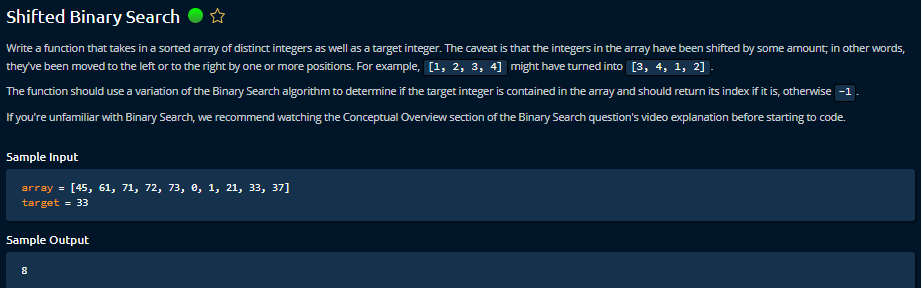 Shifted Binary Search
Write a function that takes in a sorted array of distinct integers as well as a target integer. The caveat is that the integers in the array have been shifted by some amount; in other words,
they've been moved to the left or to the right by one or more positions. For example, [1, 2, 3, 4] might have turned into [3, 4, 1, 2] .
The function should use a variation of the Binary Search algorithm to determine if the target integer is contained in the array and should return its index if it is, otherwise -1 .
If you're unfamiliar with Binary Search, we recommend watching the Conceptual Overview section of the Binary Search question's video explanation before starting to code.
Sample Input
array = [45, 61, 71, 72, 73, 0, 1, 21, 33, 37]
target = 33
Sample Output
8